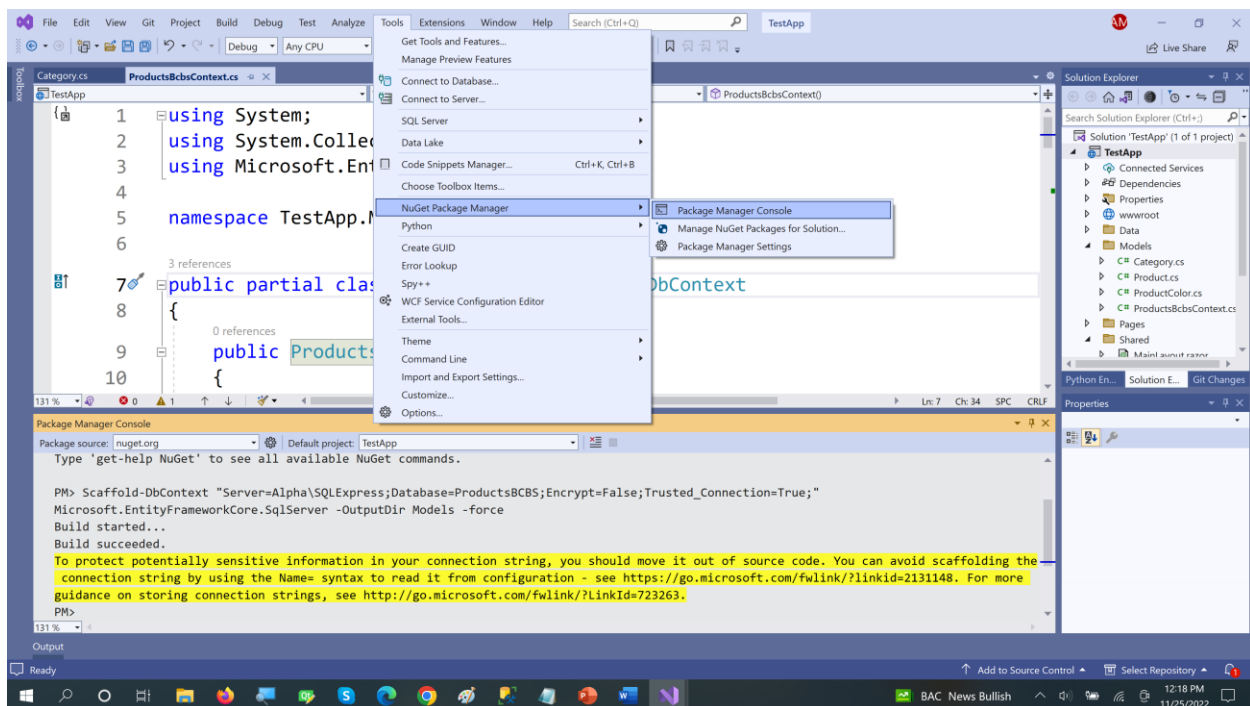 File Edit View Git Project Build Debug Test Analyze Tools Extensions Window Help Search (Ctrl+Q) TestApp AM
Debug Any CPU Live Share
Toolbox
Category.cs ProductsBcbsContext.cs
TestApp ProductsBcbsContext()
1 using System;
2 using System.Collec
3 using Microsoft.Ent
4
5 namespace TestApp.M
6
3 references
7 public partial clas DbContext
8 {
0 references
9 public Products
10 {
131 % 0 1 Ln: 7 Ch: 34 SPC CRLF
Get Tools and Features...
Manage Preview Features
Connect to Database...
Connect to Server...
SQL Server
Data Lake
Code Snippets Manager... Ctrl+K, Ctrl+B
Choose Toolbox Items...
NuGet Package Manager
Python
Create GUID
Error Lookup
Spy++
WCF Service Configuration Editor
External Tools...
Theme
Command Line
Import and Export Settings...
Customize...
Options...
Package Manager Console
Manage NuGet Packages for Solution...
Package Manager Settings
Solution Explorer
Search Solution Explorer (Ctrl+;)
Solution 'TestApp' (1 of 1 project)
TestApp
Connected Services
Dependencies
Properties
wwwroot
Data
Models
C# Category.cs
C# Product.cs
C# ProductColor.cs
C# ProductsBcbsContext.cs
Pages
Shared
MainLayout.razor
Python En... Solution E... Git Changes
Properties
Package Manager Console
Package source: nuget.org Default project: TestApp
Type 'get-help NuGet' to see all available NuGet commands.
PM> Scaffold-DbContext "Server=Alpha\SQLExpress;Database=ProductsBCBS;Encrypt=False;Trusted_Connection=True;"
Microsoft.EntityFrameworkCore.SqlServer -OutputDir Models -force
Build started...
Build succeeded.
To protect potentially sensitive information in your connection string, you should move it out of source code. You can avoid scaffolding the
connection string by using the Name= syntax to read it from configuration - see https://go.microsoft.com/fwlink/?linkid=2131148. For more
guidance on storing connection strings, see http://go.microsoft.com/fwlink/?LinkId=723263.
PM>
131 %
Output
Ready Add to Source Control Select Repository 1
BAC News Bullish 12:18 PM
11/25/2022